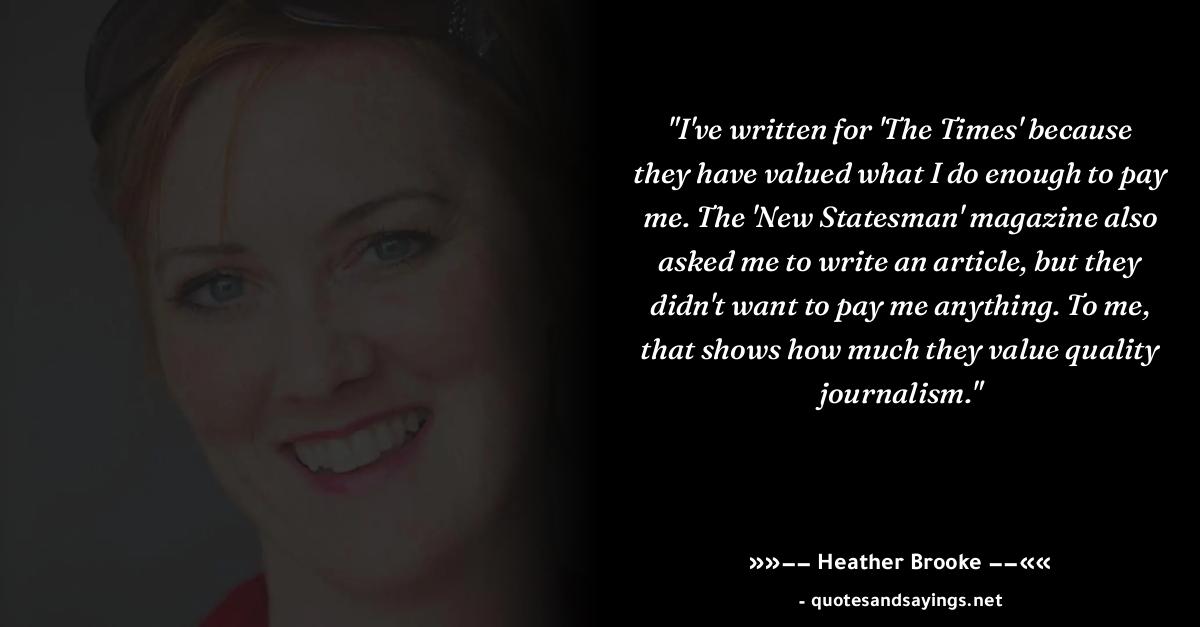 "I've written for 'The Times' because
they have valued what I do enough to pay
me. The 'New Statesman' magazine also
asked me to write an article, but they
didn't want to pay me anything. To me,
that shows how much they value quality
journalism."
»»−− Heather Brooke −−««
- quotesandsayings.net